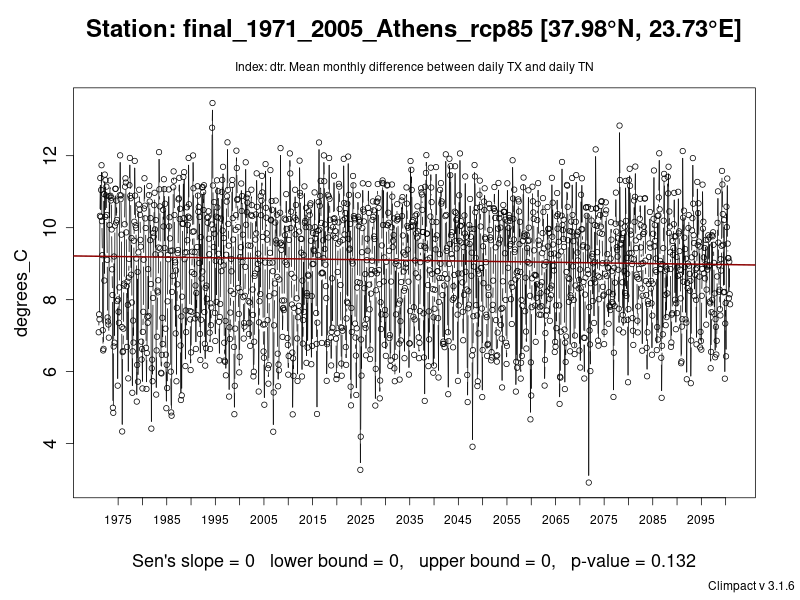 Station: final_1971_2005_Athens_rcp85 [37.98°N, 23.73°E]
Index: dtr. Mean monthly difference between daily TX and daily TN
degrees_C
12
10
8
6
4
1975 1985 1995 2005 2015 2025 2035 2045 2055 2065 2075 2085 2095
Sen's slope = 0 lower bound = 0, upper bound = 0, p-value = 0.132
Climpact v 3.1.6